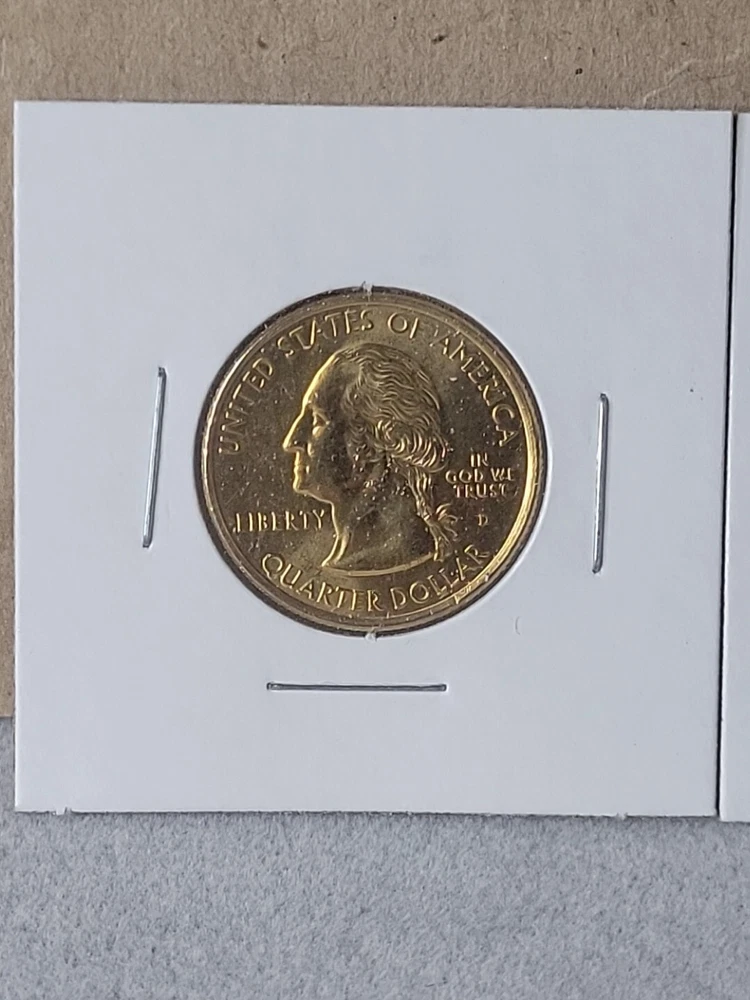 UNITED STATES OF AMERICA
IN
GOD WE
TRUST
LIBERTY
D
QUARTER DOLLAR